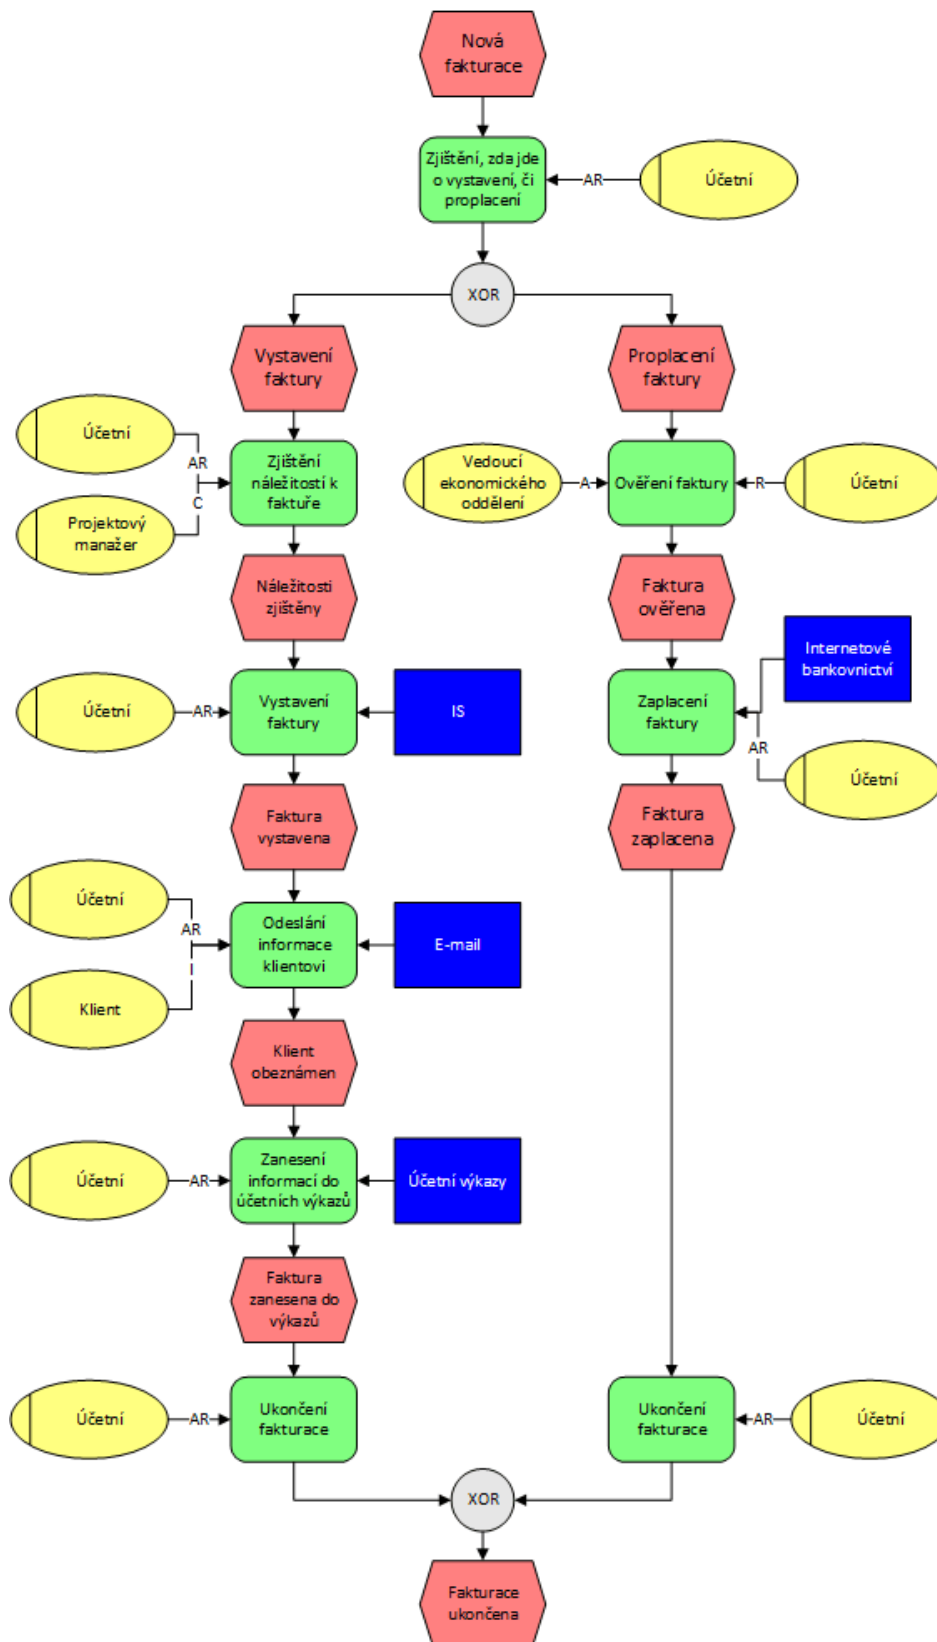 Nová
fakturace
Zjištění, zda jde
o vystavení, či
proplacení
AR
Účetní
XOR
Vystavení
faktury
Proplacení
faktury
Účetní
AR
Zjištění
náležitostí k
faktuře
C
Projektový
manažer
Vedoucí
ekonomického
oddělení
A
Ověření faktury
R
Účetní
Náležitosti
zjištěny
Faktura
ověřena
Účetní
AR
Vystavení
faktury
IS
Zaplacení
faktury
Internetové
bankovnictví
AR
Účetní
Faktura
vystavena
Faktura
zaplacena
Účetní
AR
Odeslání
informace
klientovi
E-mail
Klient
Klient
obeznámen
Účetní
AR
Zanesení
informací do
účetních výkazů
Účetní výkazy
Faktura
zanesena do
výkazů
Účetní
AR
Ukončení
fakturace
Ukončení
fakturace
AR
Účetní
XOR
Fakturace
ukončena